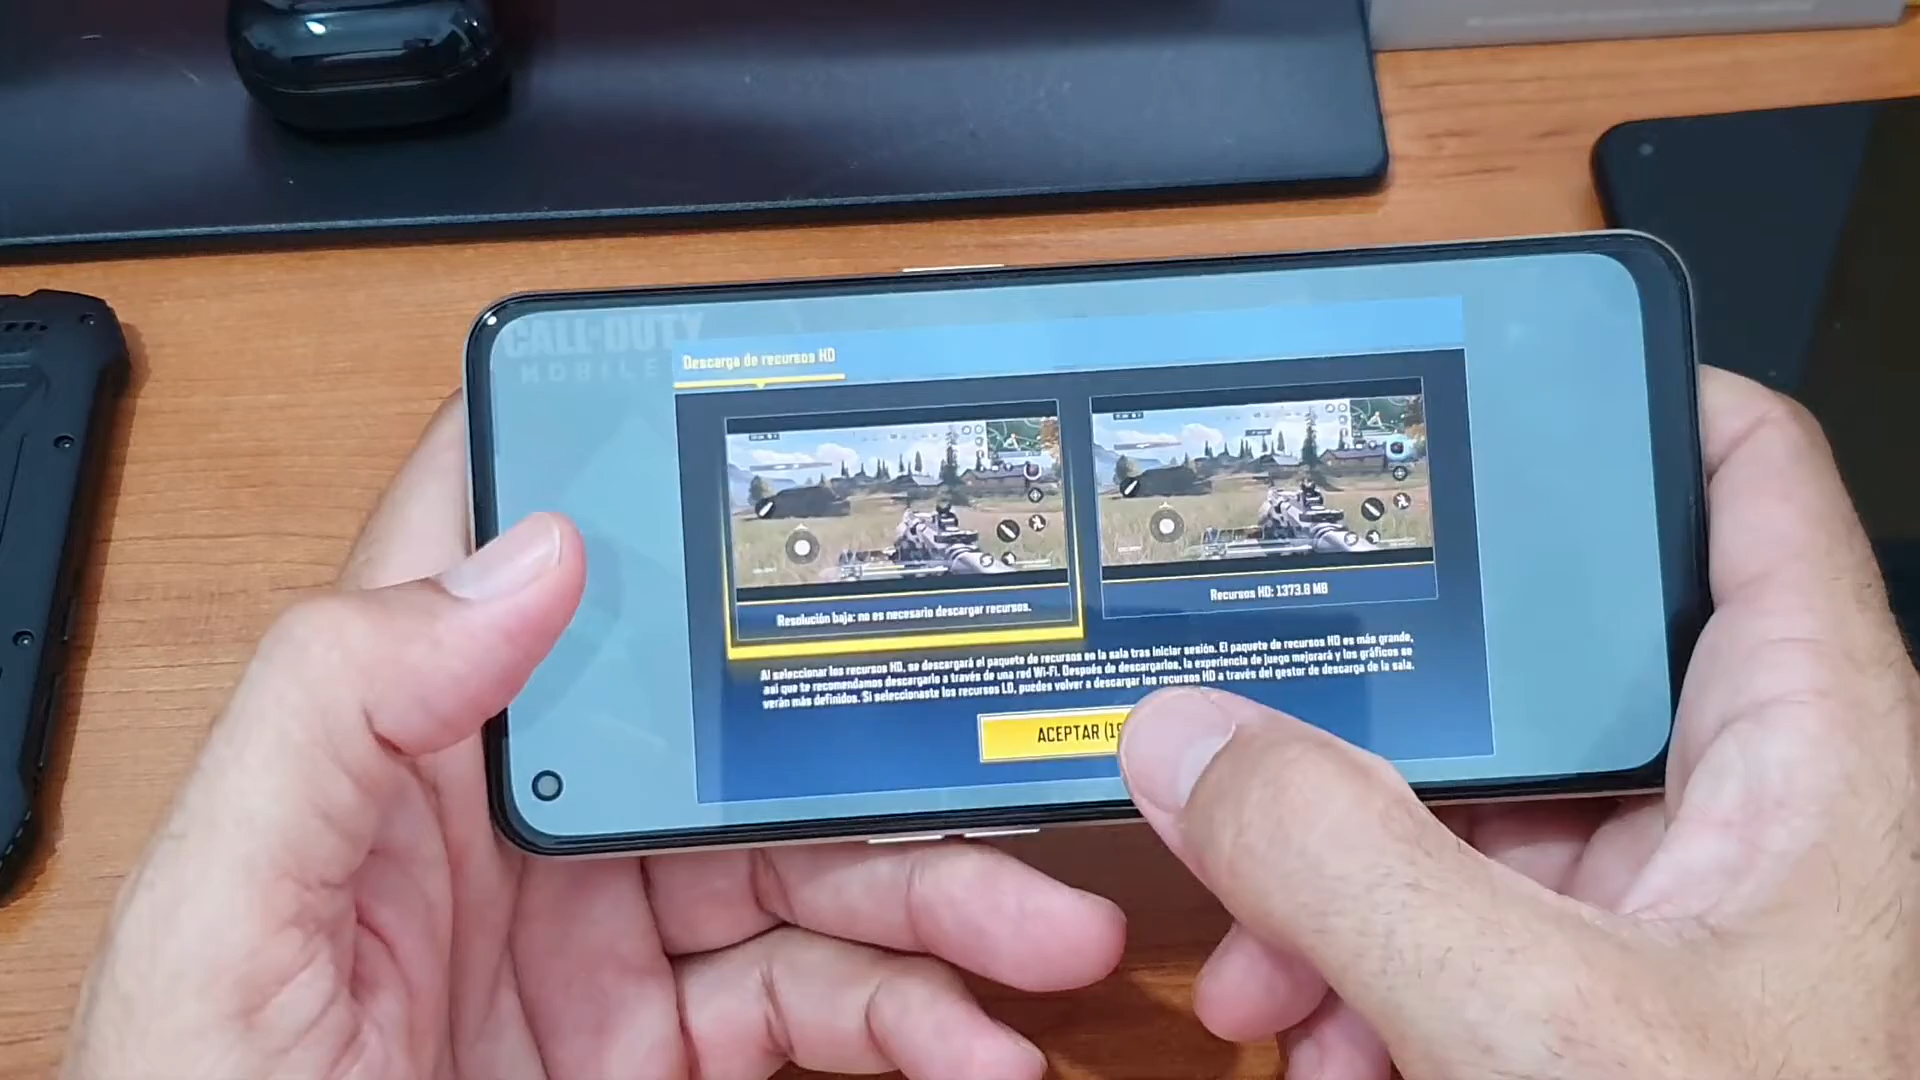 CALL·DUTY
MOBILE
Descarga de recursos HD
Resolución baja: no es necesario descargar recursos.
Recursos HD: 1373.8 MB
Al seleccionar los recursos HD, se descargará el paquete de recursos en la sala tras iniciar sesión. El paquete de recursos HD es más grande,
así que te recomendamos descargarlo a través de una red Wi-Fi. Después de descargarlos, la experiencia de juego mejorará y los gráficos se
verán más definidos. Si seleccionaste los recursos LD, puedes volver a descargar los recursos HD a través del gestor de descarga de la sala.
ACEPTAR